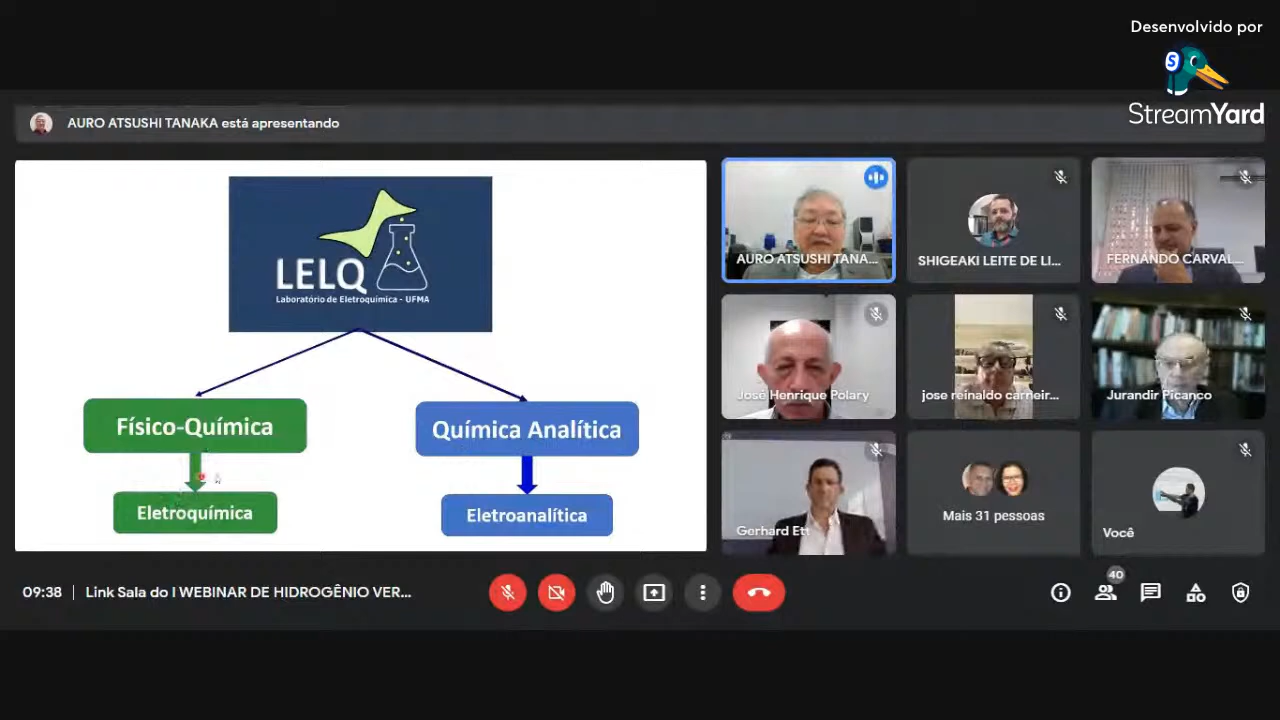 Desenvolvido por
S
StreamYard
AURO ATSUSHI TANAKA está apresentando
LELQ
Laboratório de Eletroquímica - UFMA
Físico-Química
Química Analítica
Eletroquímica
Eletroanalítica
AURO ATSUSHI TANA...
SHIGEAKI LEITE DE LI...
FERNANDO CARVAL...
José Henrique Polary
jose reinaldo carneir...
Jurandir Picanço
Gerhard Ett
Mais 31 pessoas
Você
09:38
Link Sala do I WEBINAR DE HIDROGÊNIO VER...
40